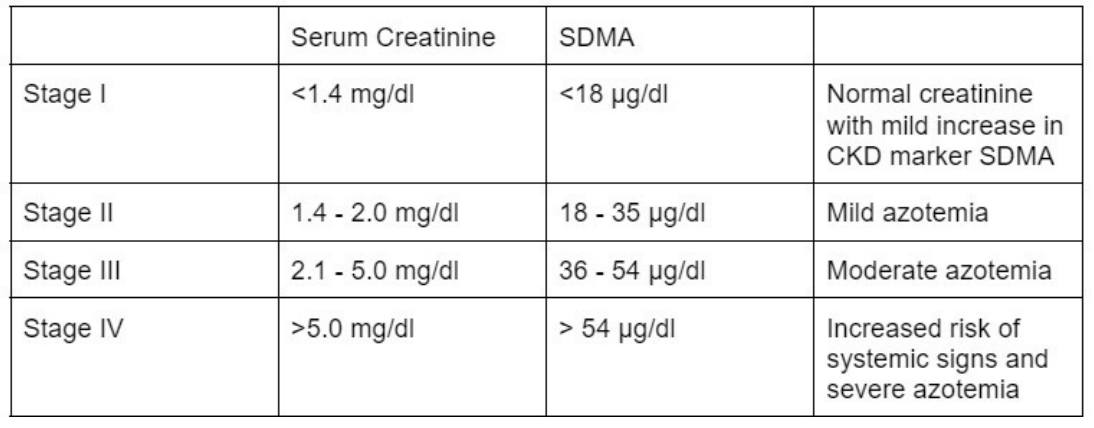 Serum Creatinine SDMA
Stage I <1.4 mg/dl <18 µg/dl Normal creatinine
with mild increase in
CKD marker SDMA
Stage II 1.4 - 2.0 mg/dl 18 - 35 µg/dl Mild azotemia
Stage III 2.1 - 5.0 mg/dl 36 - 54 µg/dl Moderate azotemia
Stage IV >5.0 mg/dl > 54 µg/dl Increased risk of
systemic signs and
severe azotemia